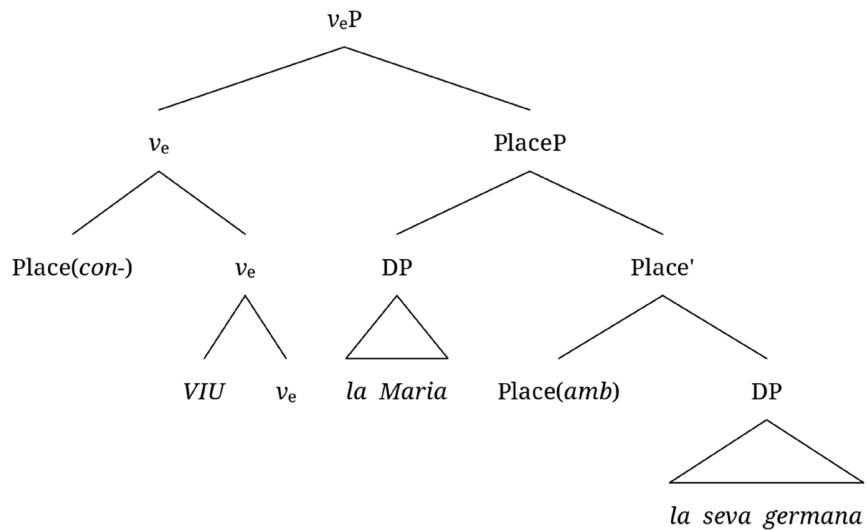 vₑP
vₑ PlaceP
Place(con-) vₑ DP Place'
VIU vₑ la Maria Place(amb) DP
la seva germana